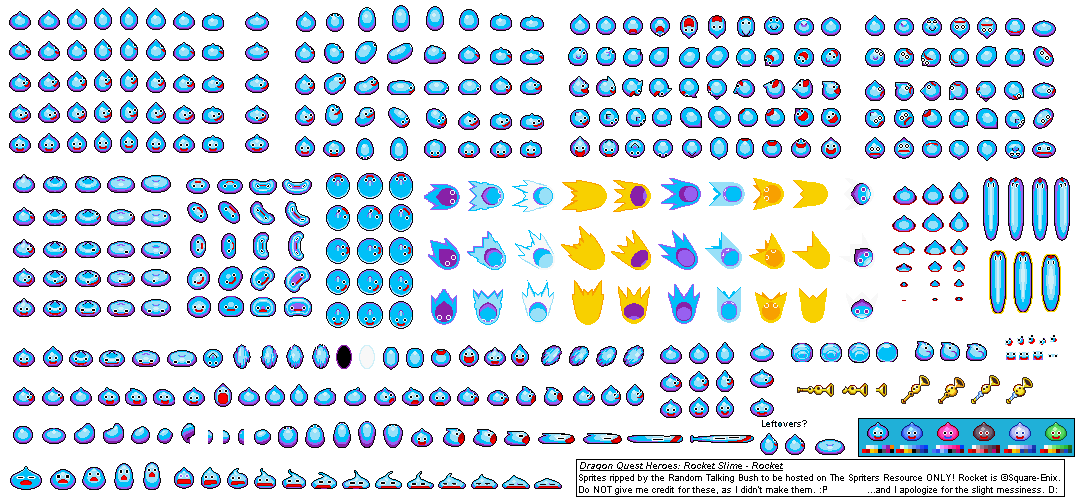 Leftovers?
Dragon Quest Heroes: Rocket Slime - Rocket
Sprites ripped by the Random Talking Bush to be hosted on The Spriters Resource ONLY! Rocket is ©Square-Enix.
Do NOT give me credit for these, as I didn't make them. :P ...and I apologize for the slight messiness. D: